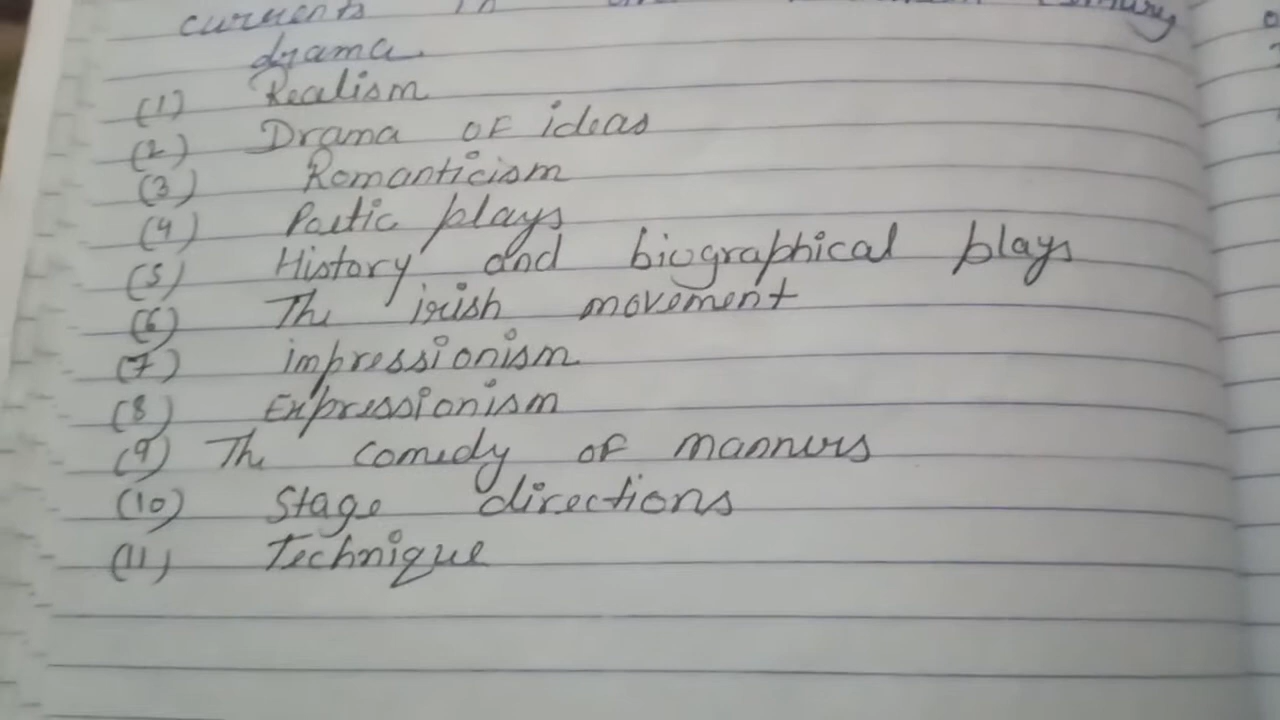 currents in
drama.
(1) Realism
(2) Drama of ideas
(3) Romanticism
(4) Poetic plays
(5) History and biographical plays
(6) The irish movement
(7) impressionism
(8) Expressionism
(9) The comedy of manners
(10) Stage directions
(11) Technique